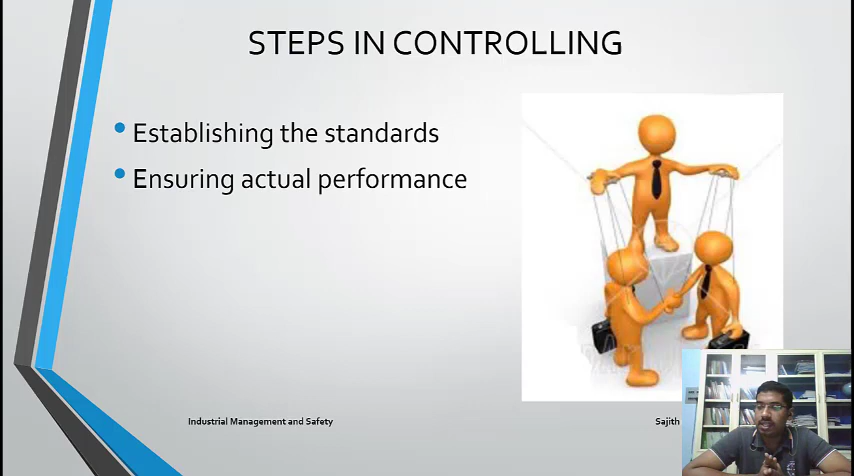 STEPS IN CONTROLLING
Establishing the standards
Ensuring actual performance
Industrial Management and Safety
Sajith